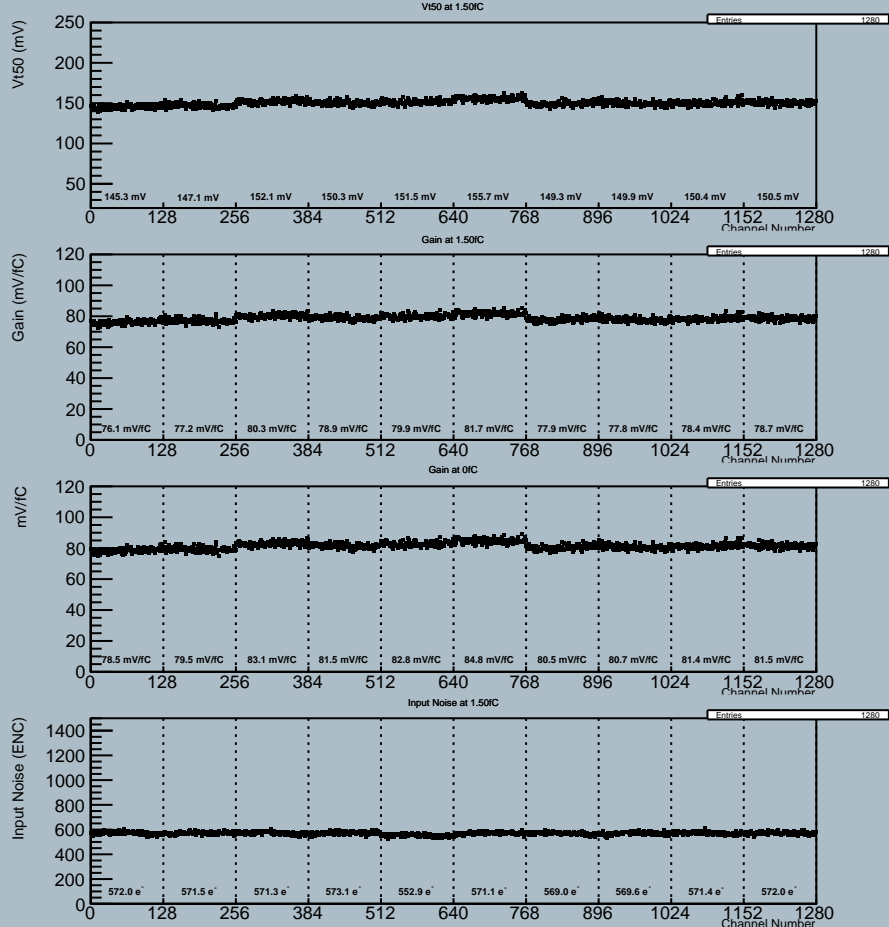 Vt50 at 1.50fC
Entries 1280
Vt50 (mV)
250
200
150
100
50
145.3 mV 147.1 mV 152.1 mV 150.3 mV 151.5 mV 155.7 mV 149.3 mV 149.9 mV 150.4 mV 150.5 mV
0 128 256 384 512 640 768 896 1024 1152 1280
Channel Number
Gain at 1.50fC
Entries 1280
Gain (mV/fC)
120
100
80
60
40
20
0
76.1 mV/fC 77.2 mV/fC 80.3 mV/fC 78.9 mV/fC 79.9 mV/fC 81.7 mV/fC 77.9 mV/fC 77.8 mV/fC 78.4 mV/fC 78.7 mV/fC
0 128 256 384 512 640 768 896 1024 1152 1280
Channel Number
Gain at 0fC
Entries 1280
mV/fC
120
100
80
60
40
20
0
78.5 mV/fC 79.5 mV/fC 83.1 mV/fC 81.5 mV/fC 82.8 mV/fC 84.8 mV/fC 80.5 mV/fC 80.7 mV/fC 81.4 mV/fC 81.5 mV/fC
0 128 256 384 512 640 768 896 1024 1152 1280
Channel Number
Input Noise at 1.50fC
Entries 1280
Input Noise (ENC)
1400
1200
1000
800
600
400
200
0
572.0 e⁻ 571.5 e⁻ 571.3 e⁻ 573.1 e⁻ 552.9 e⁻ 571.1 e⁻ 569.0 e⁻ 569.6 e⁻ 571.4 e⁻ 572.0 e⁻
0 128 256 384 512 640 768 896 1024 1152 1280
Channel Number